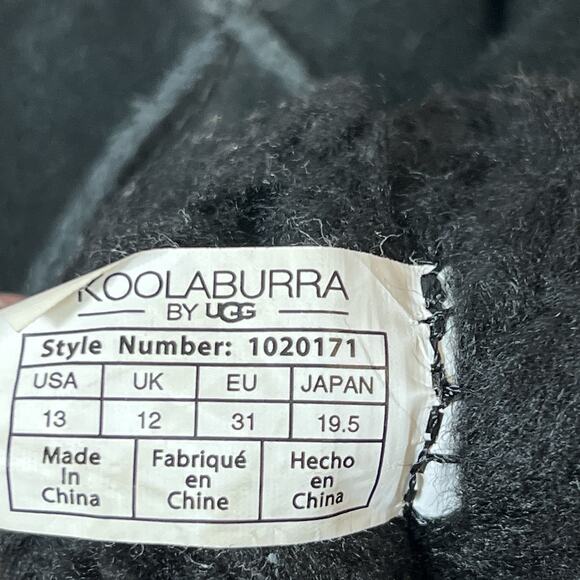 KOOLABURRA
BY UGG
Style Number: 1020171
USA UK EU JAPAN
13 12 31 19.5
Made Fabriqué Hecho
in en en
China Chine China